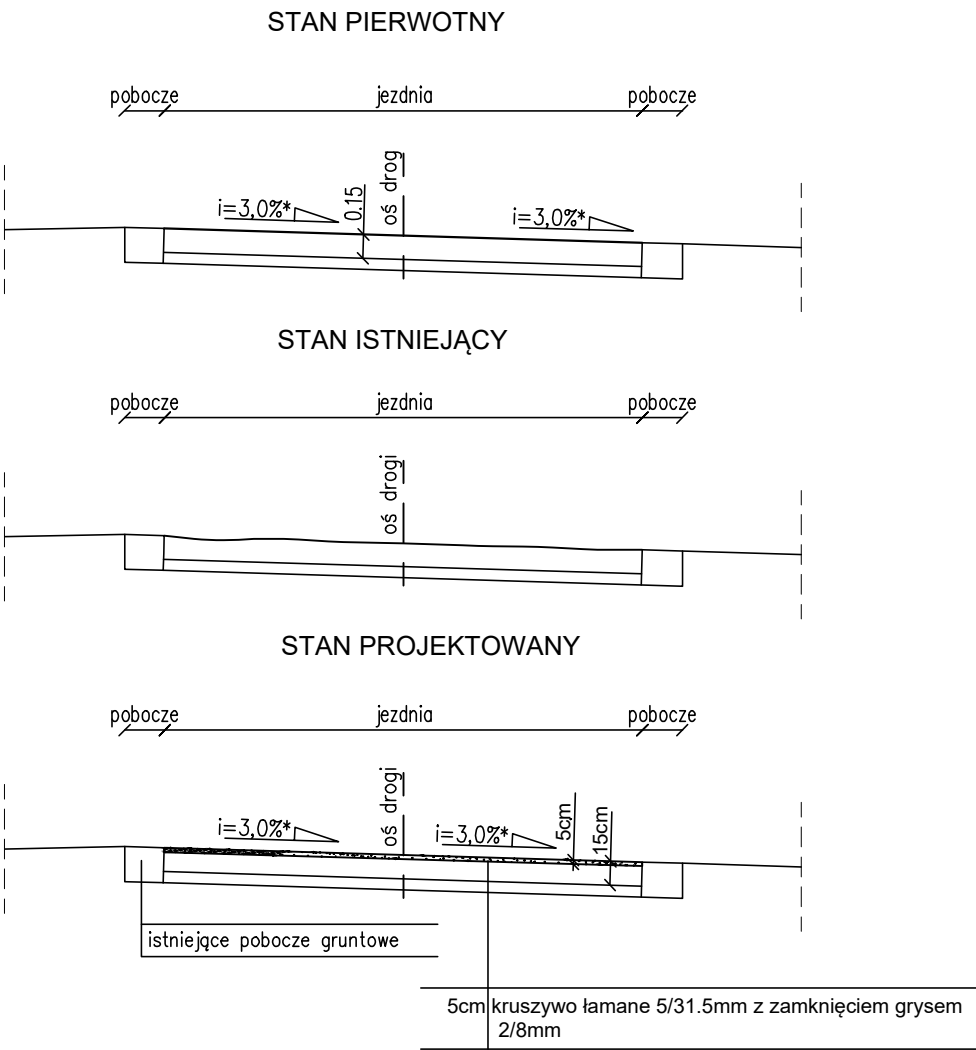 STAN PIERWOTNY
pobocze jezdnia pobocze
i=3,0%* 0.15 oś drog i=3,0%*
STAN ISTNIEJĄCY
pobocze jezdnia pobocze
oś drogi
STAN PROJEKTOWANY
pobocze jezdnia pobocze
i=3,0%* oś drogi i=3,0%* 5cm 15cm
istniejące pobocze gruntowe
5cm kruszywo łamane 5/31.5mm z zamknięciem grysem
2/8mm